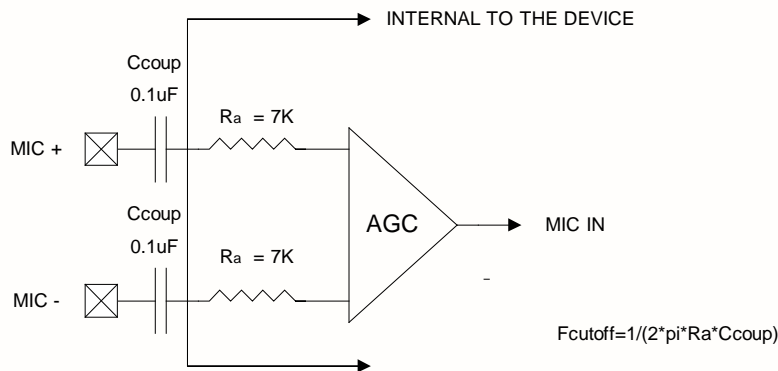 INTERNAL TO THE DEVICE
Ccoup
0.1uF
Ra = 7K
MIC +
Ccoup
0.1uF
AGC
MIC IN
Ra = 7K
MIC -
Fcutoff=1/(2*pi*Ra*Ccoup)